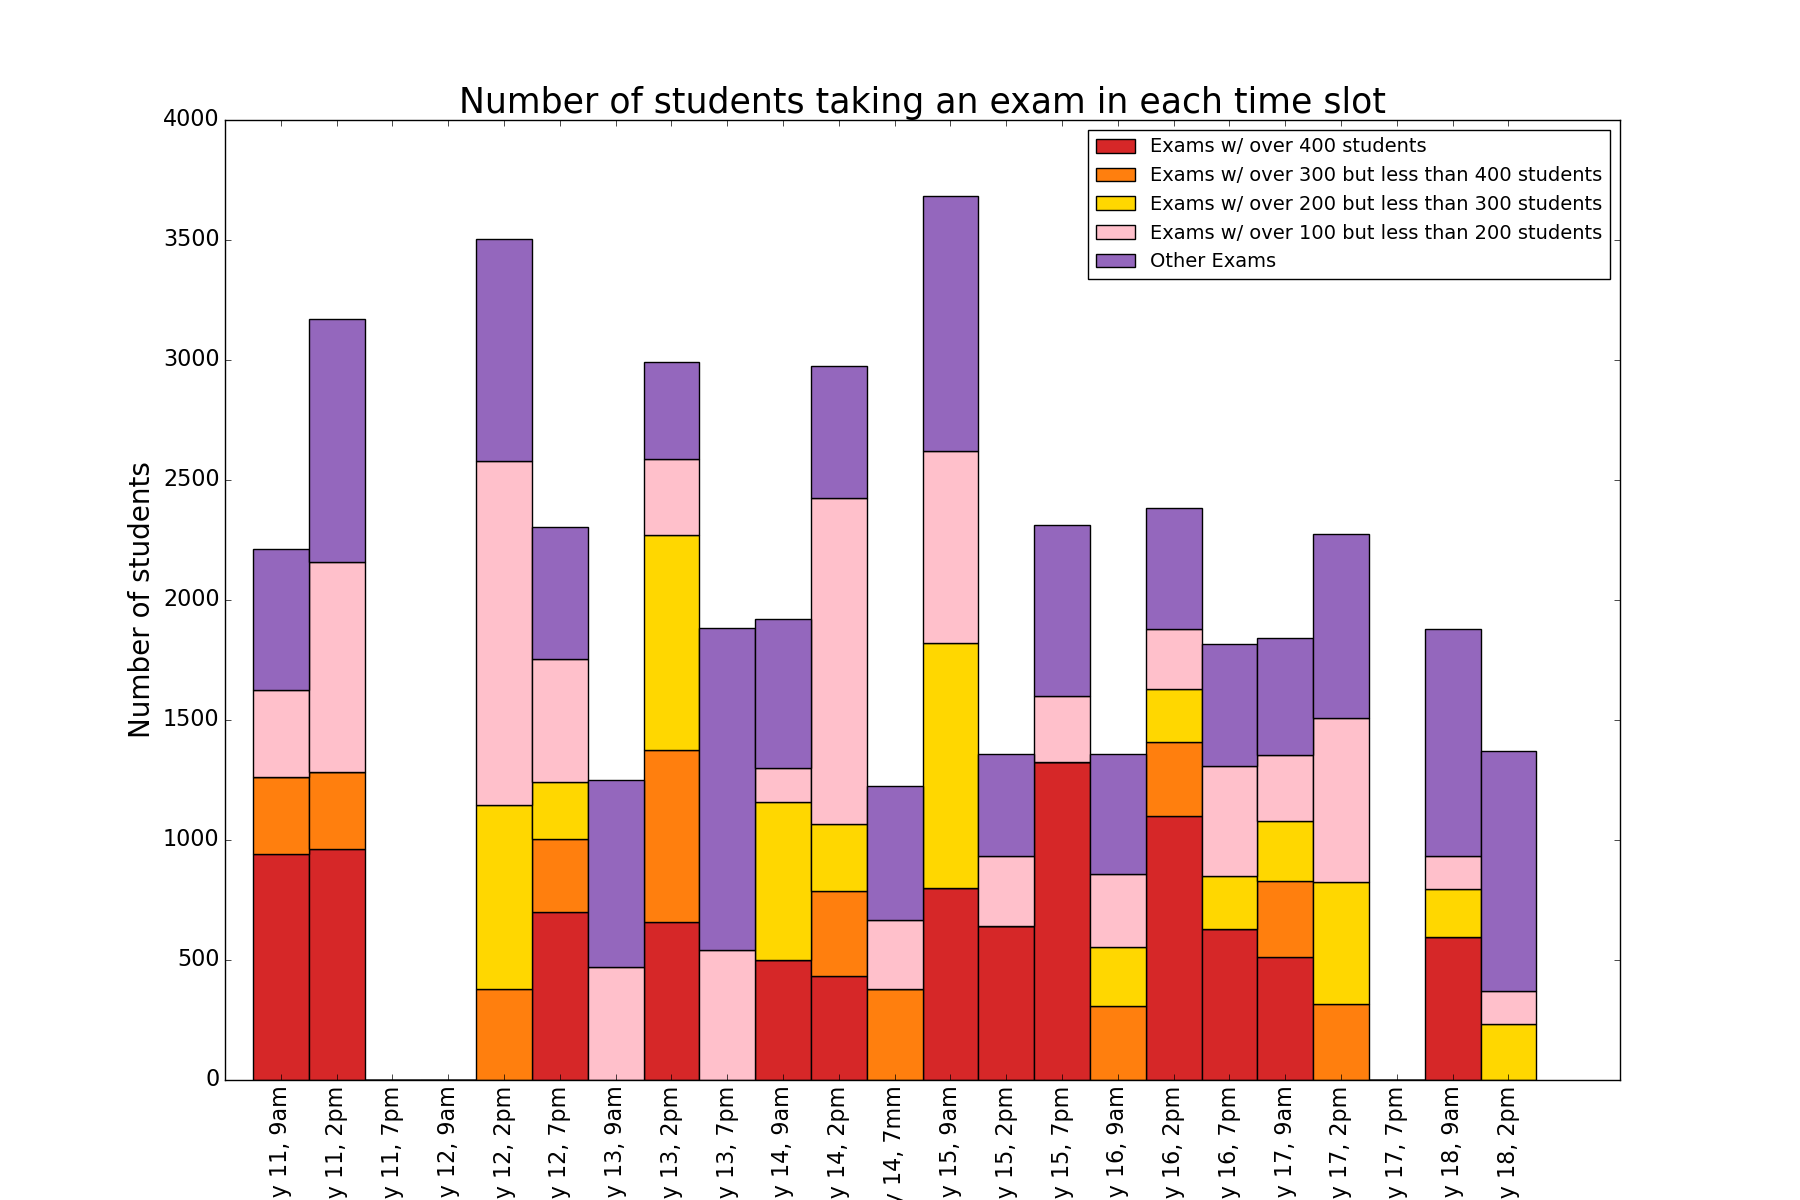 Number of students taking an exam in each time slot
4000
3500
3000
2500
2000
1500
1000
500
0
Number of students
Exams w/ over 400 students
Exams w/ over 300 but less than 400 students
Exams w/ over 200 but less than 300 students
Exams w/ over 100 but less than 200 students
Other Exams
y 11, 9am
y 11, 2pm
y 11, 7pm
y 12, 9am
y 12, 2pm
y 12, 7pm
y 13, 9am
y 13, 2pm
y 13, 7pm
y 14, 9am
y 14, 2pm
y 14, 7mm
y 15, 9am
y 15, 2pm
y 15, 7pm
y 16, 9am
y 16, 2pm
y 16, 7pm
y 17, 9am
y 17, 2pm
y 17, 7pm
y 18, 9am
y 18, 2pm